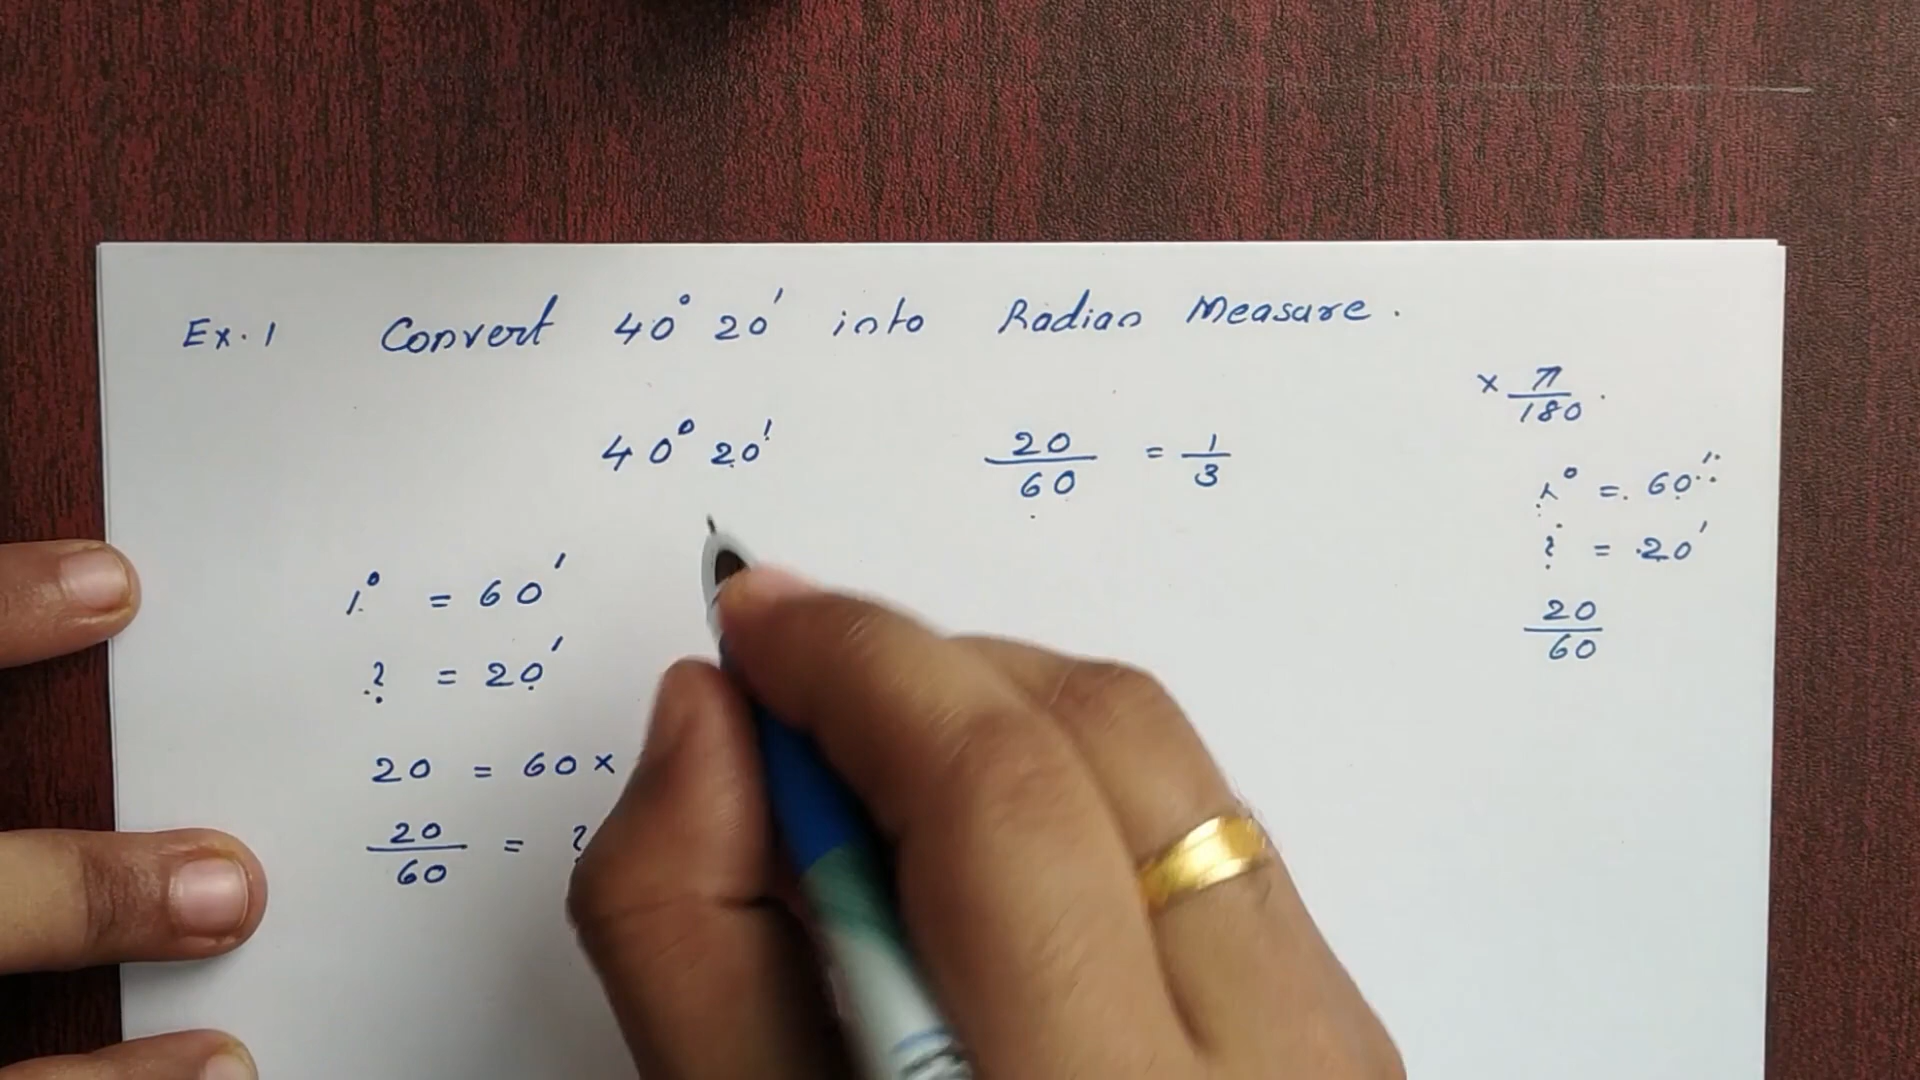 Ex. 1 Convert 40° 20' into Radian Measure.
× π/180.
40° 20' 20/60 = 1/3
1° = 60'
? = 20'
20/60
1° = 60'
? = 20'
20 = 60 ×
20/60 = ?